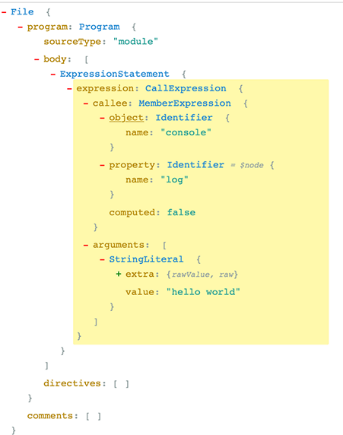 - File {
- program: Program {
sourceType: "module"
- body: [
- ExpressionStatement {
- expression: CallExpression {
- callee: MemberExpression {
- object: Identifier {
name: "console"
}
- property: Identifier = $node {
name: "log"
}
computed: false
}
- arguments: [
- StringLiteral {
+ extra: {rawValue, raw}
value: "hello world"
}
]
}
}
]
directives: [ ]
}
comments: [ ]
}